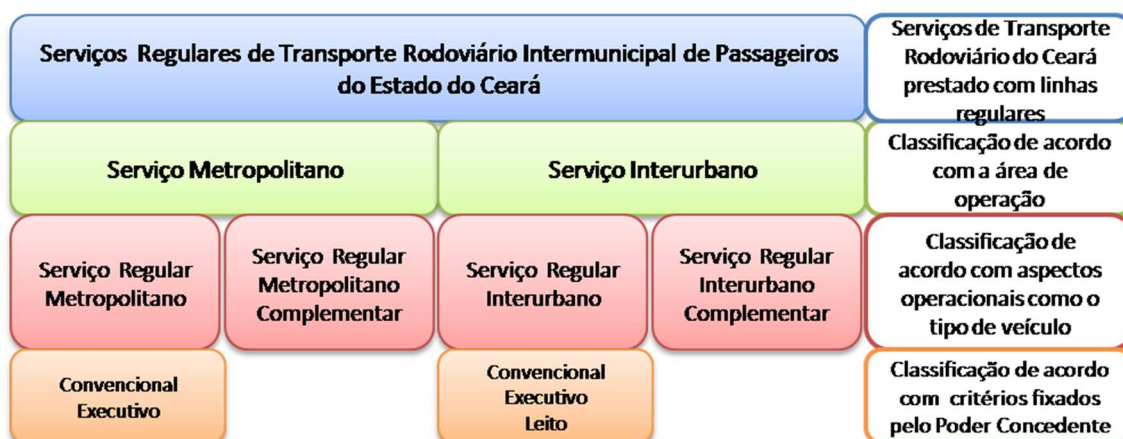 Serviços Regulares de Transporte Rodoviário Intermunicipal de Passageiros
do Estado do Ceará
Serviços de Transporte
Rodoviário do Ceará
prestado com linhas
regulares
Serviço Metropolitano
Serviço Interurbano
Classificação de acordo
com a área de
operação
Serviço Regular
Metropolitano
Serviço Regular
Metropolitano
Complementar
Serviço Regular
Interurbano
Serviço Regular
Interurbano
Complementar
Classificação de
acordo com aspectos
operacionais como o
tipo de veículo
Convencional
Executivo
Convencional
Executivo
Leito
Classificação de acordo
com critérios fixados
pelo Poder Concedente